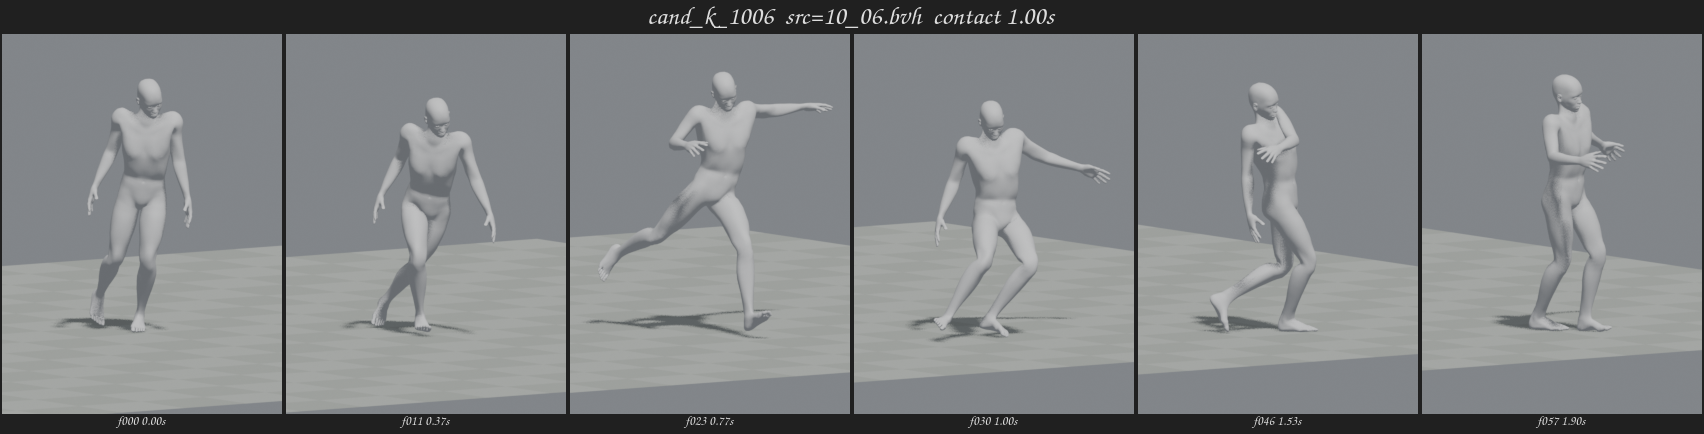 cand_k_1006 src=10_06.bvh contact 1.00s
f000 0.00s
f011 0.37s
f023 0.77s
f030 1.00s
f046 1.53s
f057 1.90s